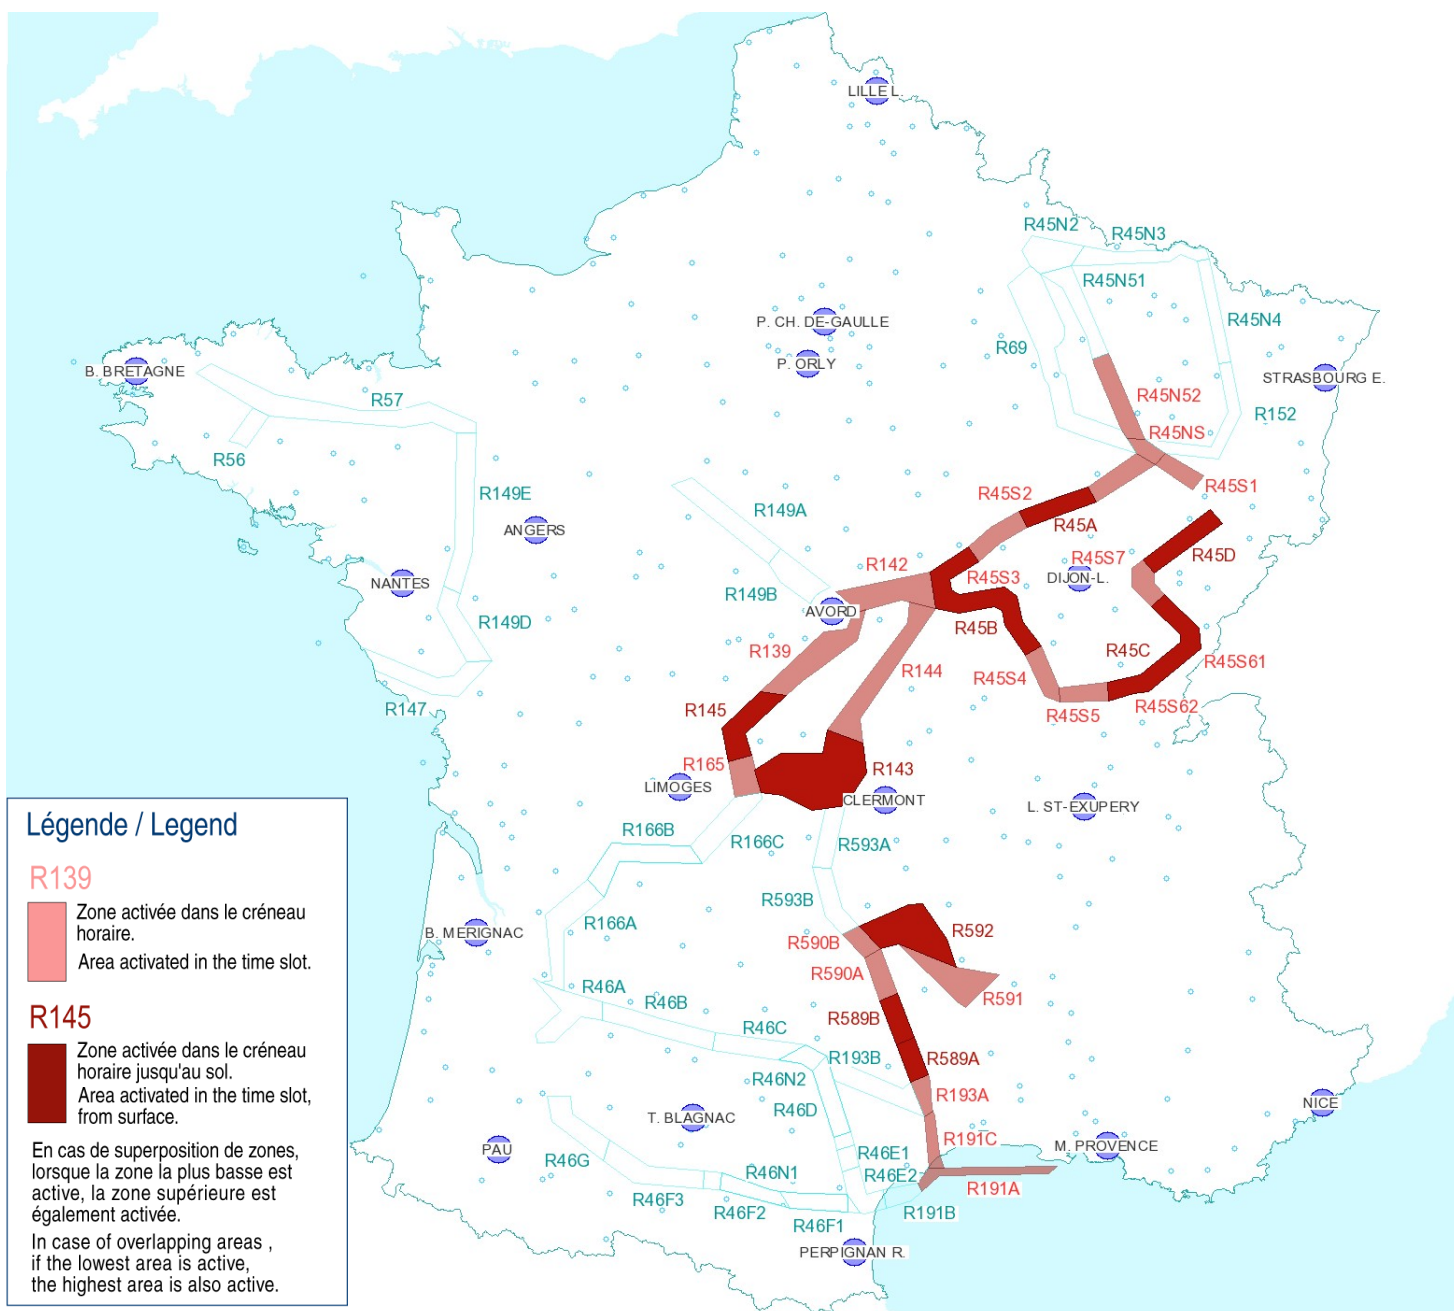 LILLE L.
R45N2
R45N3
R45N51
R45N4
P. CH. DE-GAULLE
R69
P. ORLY
B. BRETAGNE
STRASBOURG E.
R57
R45N52
R152
R45NS
R56
R45S1
R149E
R45S2
R149A
R45A
ANGERS
R45S7
R45D
R142
R45S3
DIJON-L.
NANTES
R149B
AVORD
R149D
R45B
R139
R45C
R45S61
R144
R45S4
R147
R145
R45S5
R45S62
R165
R143
LIMOGES
CLERMONT
L. ST-EXUPERY
R166B
R166C
R593A
R593B
R166A
B. MERIGNAC
R590B
R592
R590A
R46A
R46B
R591
R589B
R46C
R193B
R589A
R46N2
R193A
R46D
NICE
T. BLAGNAC
PAU
R191C
M. PROVENCE
R46E1
R46G
R46N1
R46E2
R191A
R46F3
R46F2
R191B
R46F1
PERPIGNAN R.
Légende / Legend
R139
Zone activée dans le créneau
horaire.
Area activated in the time slot.
R145
Zone activée dans le créneau
horaire jusqu'au sol.
Area activated in the time slot,
from surface.
En cas de superposition de zones,
lorsque la zone la plus basse est
active, la zone supérieure est
également activée.
In case of overlapping areas ,
if the lowest area is active,
the highest area is also active.